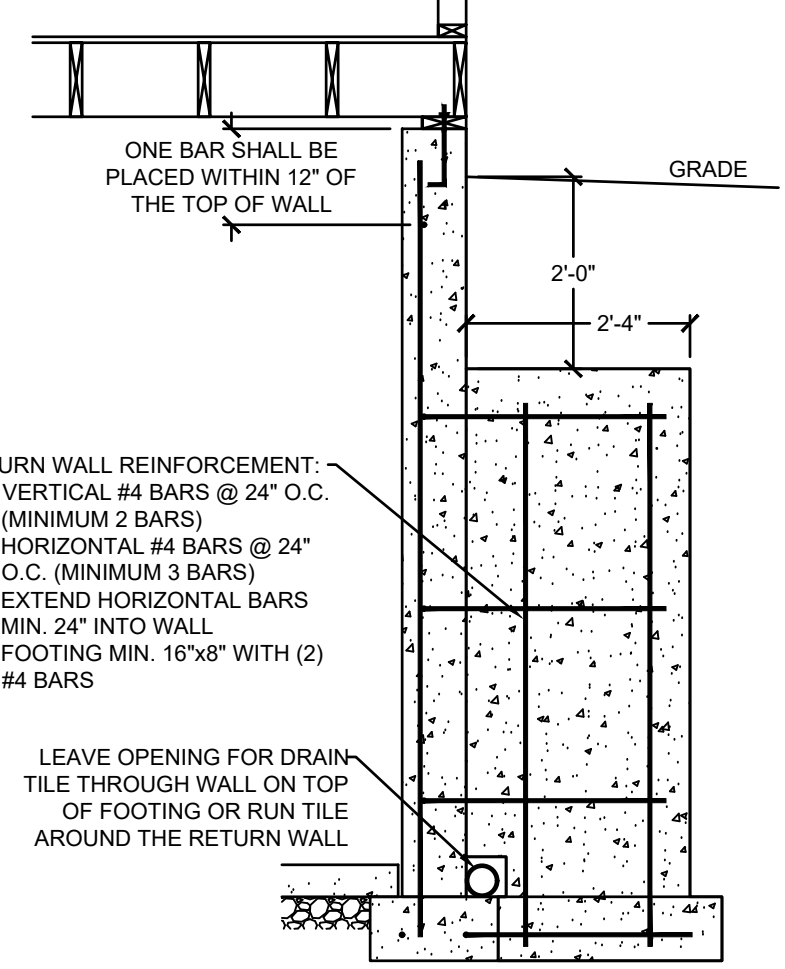 ONE BAR SHALL BE
PLACED WITHIN 12" OF
THE TOP OF WALL
GRADE
2'-0"
2'-4"
URN WALL REINFORCEMENT:
VERTICAL #4 BARS @ 24" O.C.
(MINIMUM 2 BARS)
HORIZONTAL #4 BARS @ 24"
O.C. (MINIMUM 3 BARS)
EXTEND HORIZONTAL BARS
MIN. 24" INTO WALL
FOOTING MIN. 16"x8" WITH (2)
#4 BARS
LEAVE OPENING FOR DRAIN
TILE THROUGH WALL ON TOP
OF FOOTING OR RUN TILE
AROUND THE RETURN WALL